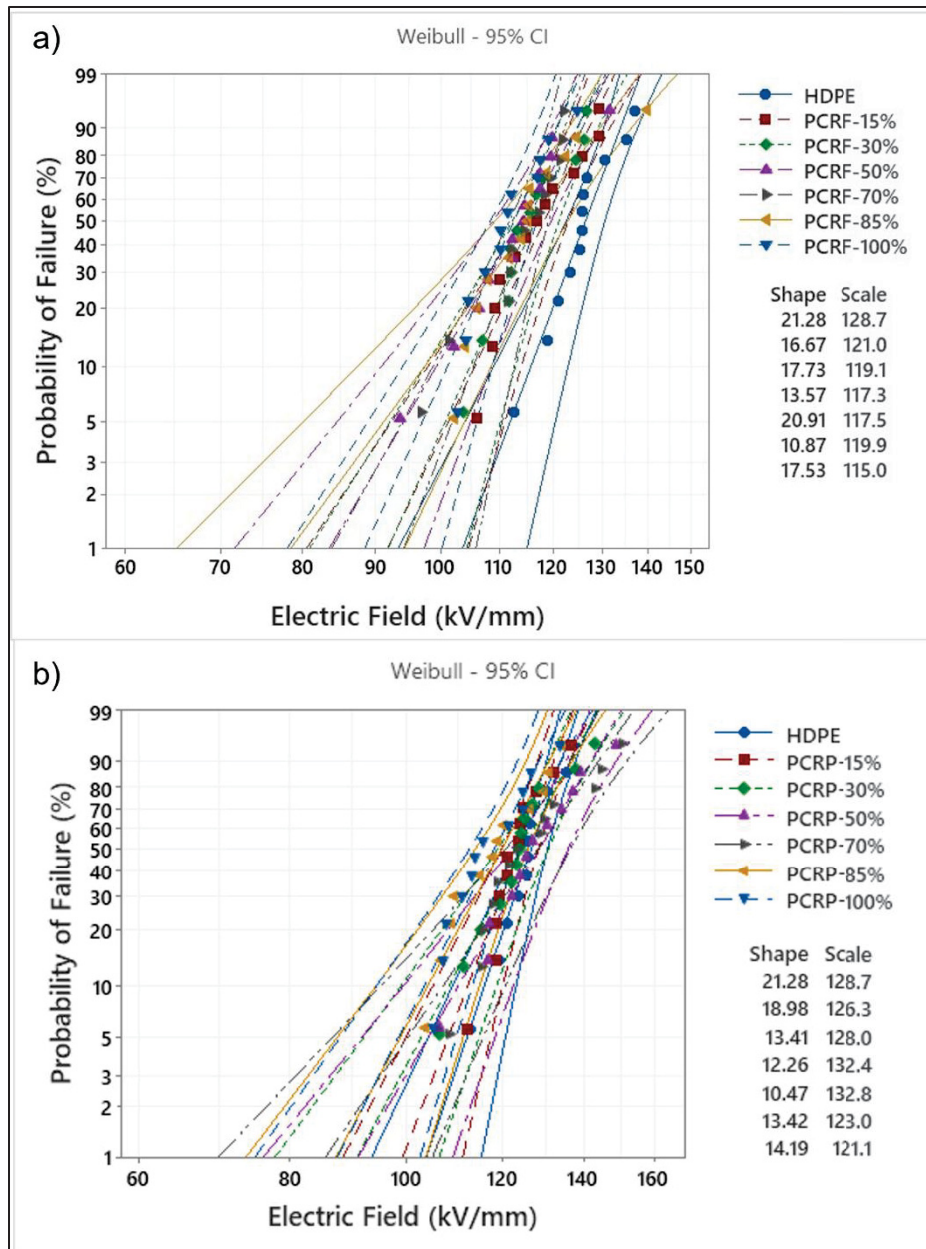 a)
Weibull - 95% CI
Probability of Failure (%)
99
90
80
70
60
50
40
30
20
10
5
3
2
1
60 70 80 90 100 110 120 130 140 150
Electric Field (kV/mm)
HDPE
PCRF-15%
PCRF-30%
PCRF-50%
PCRF-70%
PCRF-85%
PCRF-100%
Shape Scale
21.28 128.7
16.67 121.0
17.73 119.1
13.57 117.3
20.91 117.5
10.87 119.9
17.53 115.0
b)
Weibull - 95% CI
Probability of Failure (%)
99
90
80
70
60
50
40
30
20
10
5
3
2
1
60 80 100 120 140 160
Electric Field (kV/mm)
HDPE
PCRP-15%
PCRP-30%
PCRP-50%
PCRP-70%
PCRP-85%
PCRP-100%
Shape Scale
21.28 128.7
18.98 126.3
13.41 128.0
12.26 132.4
10.47 132.8
13.42 123.0
14.19 121.1